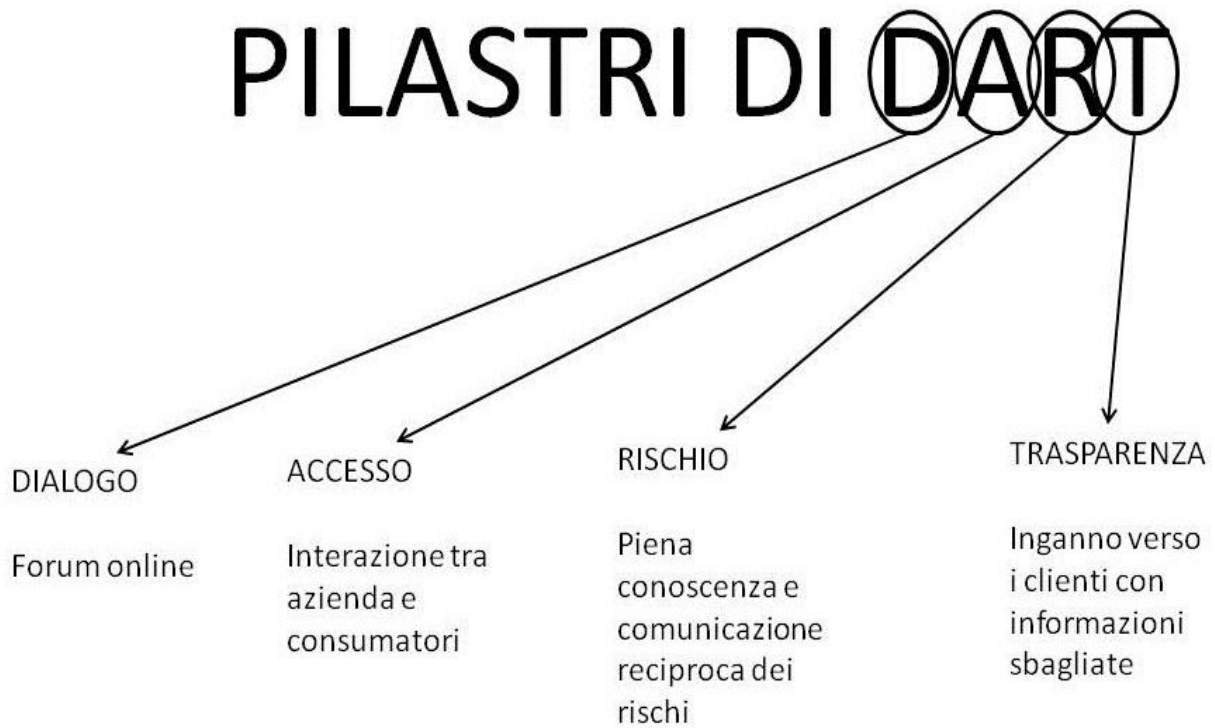 PILASTRI DI DART
DIALOGO
Forum online
ACCESSO
Interazione tra
azienda e
consumatori
RISCHIO
Piena
conoscenza e
comunicazione
reciproca dei
rischi
TRASPARENZA
Inganno verso
i clienti con
informazioni
sbagliate